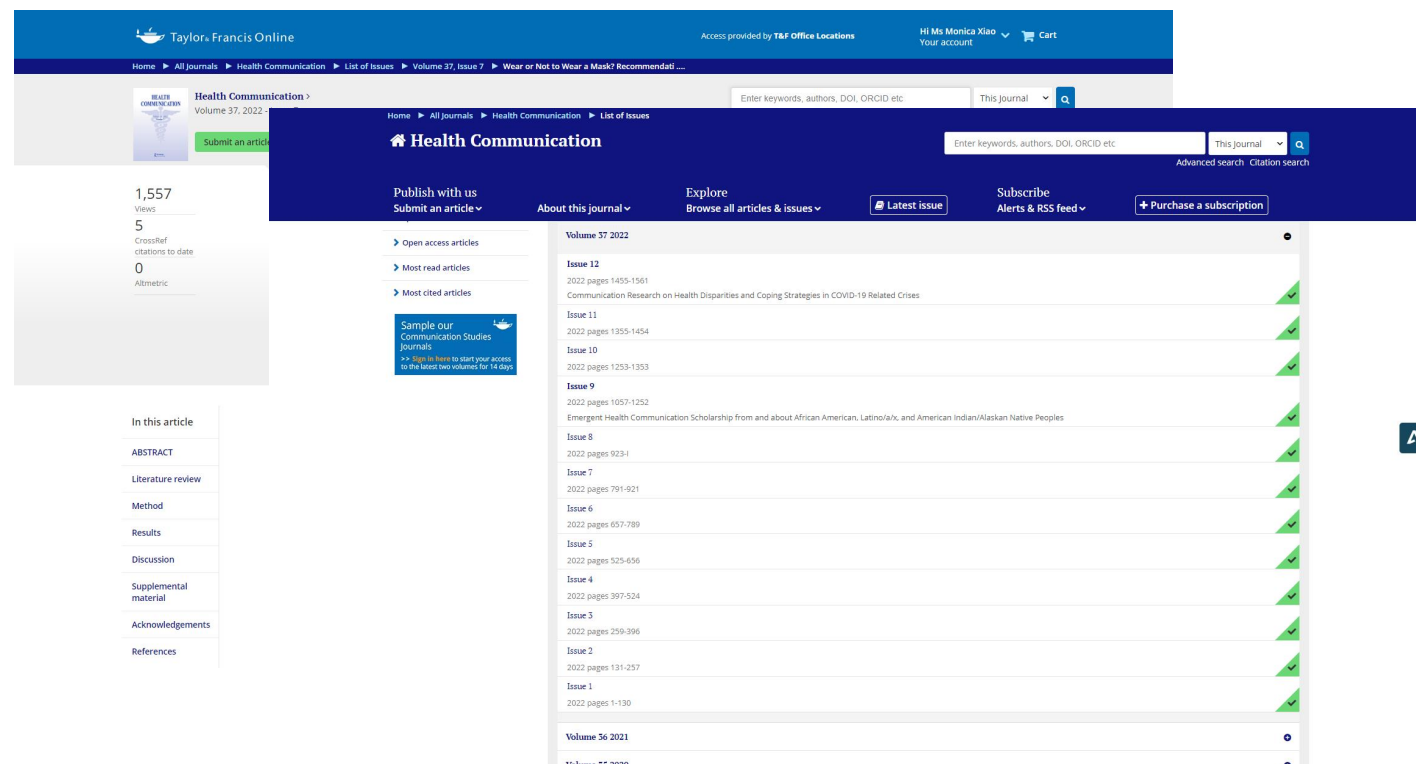 Taylor & Francis Online
Access provided by T&F Office Locations
Hi Ms Monica Xiao
Your account
Cart
Home ▶ All Journals ▶ Health Communication ▶ List of Issues ▶ Volume 37, Issue 7 ▶ Wear or Not to Wear a Mask? Recommendati ....
HEALTH COMMUNICATION
Health Communication >
Volume 37, 2022 -
Submit an article
Enter keywords, authors, DOI, ORCID etc
This Journal
Home ▶ All Journals ▶ Health Communication ▶ List of Issues
Health Communication
Enter keywords, authors, DOI, ORCID etc
This Journal
Advanced search Citation search
Publish with us
Submit an article
About this journal
Explore
Browse all articles & issues
Latest issue
Subscribe
Alerts & RSS feed
+ Purchase a subscription
1,557
Views
5
CrossRef
citations to date
0
Altmetric
In this article
ABSTRACT
Literature review
Method
Results
Discussion
Supplemental
material
Acknowledgements
References
Open access articles
Most read articles
Most cited articles
Sample our
Communication Studies
Journals
>> Sign in here to start your access
to the latest two volumes for 14 days
Volume 37 2022
Issue 12
2022 pages 1455-1561
Communication Research on Health Disparities and Coping Strategies in COVID-19 Related Crises
Issue 11
2022 pages 1355-1454
Issue 10
2022 pages 1253-1353
Issue 9
2022 pages 1057-1252
Emergent Health Communication Scholarship from and about African American, Latino/a/x, and American Indian/Alaskan Native Peoples
Issue 8
2022 pages 923-I
Issue 7
2022 pages 791-921
Issue 6
2022 pages 657-789
Issue 5
2022 pages 525-656
Issue 4
2022 pages 397-524
Issue 3
2022 pages 259-396
Issue 2
2022 pages 131-257
Issue 1
2022 pages 1-130
Volume 36 2021